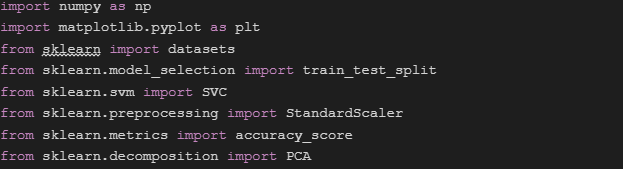 import numpy as np
import matplotlib.pyplot as plt
from sklearn import datasets
from sklearn.model_selection import train_test_split
from sklearn.svm import SVC
from sklearn.preprocessing import StandardScaler
from sklearn.metrics import accuracy_score
from sklearn.decomposition import PCA